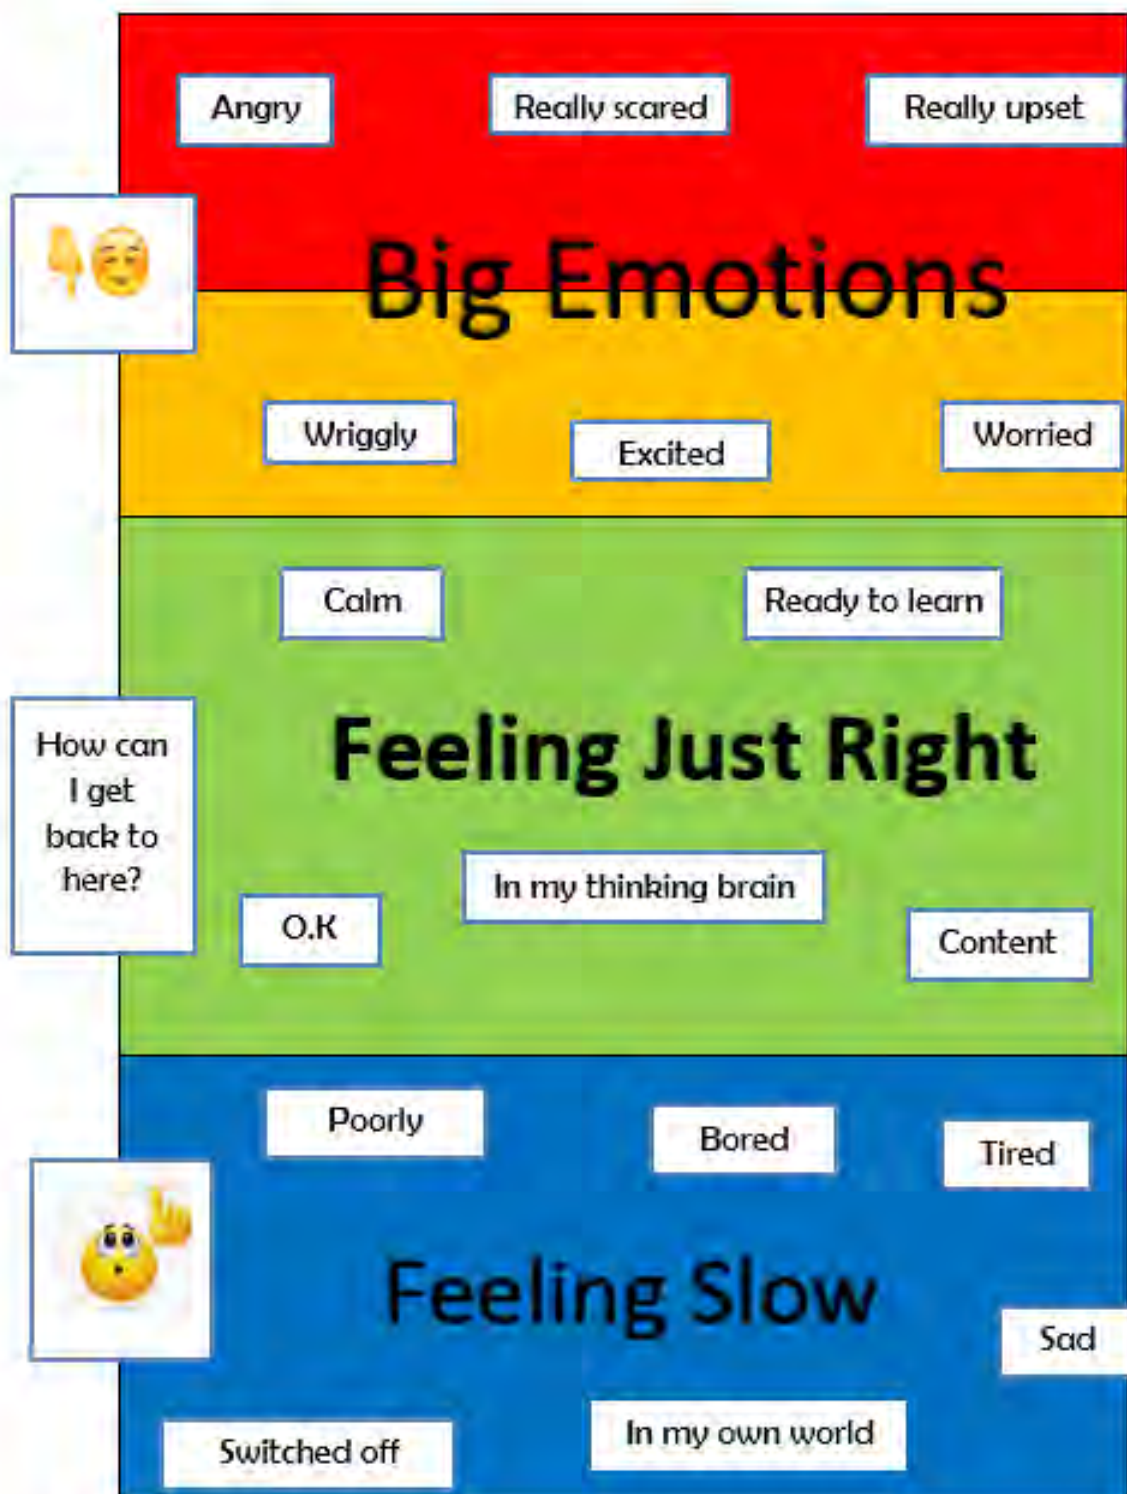 Angry
Really scared
Really upset
Big Emotions
Wriggly
Excited
Worried
Calm
Ready to learn
Feeling Just Right
How can
I get
back to
here?
In my thinking brain
O.K
Content
Poorly
Bored
Tired
Feeling Slow
Sad
In my own world
Switched off